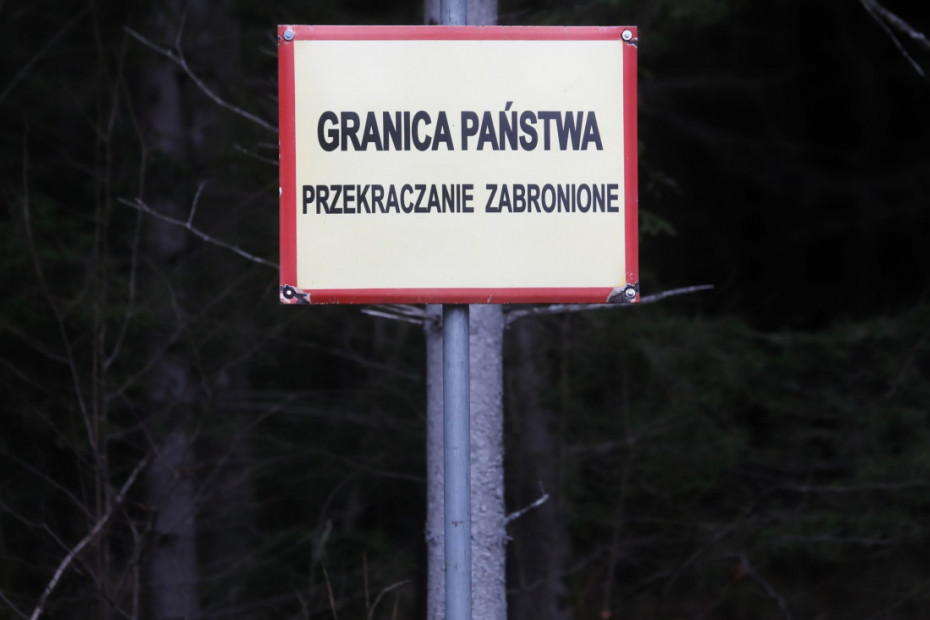 GRANICA PAŃSTWA
PRZEKRACZANIE ZABRONIONE